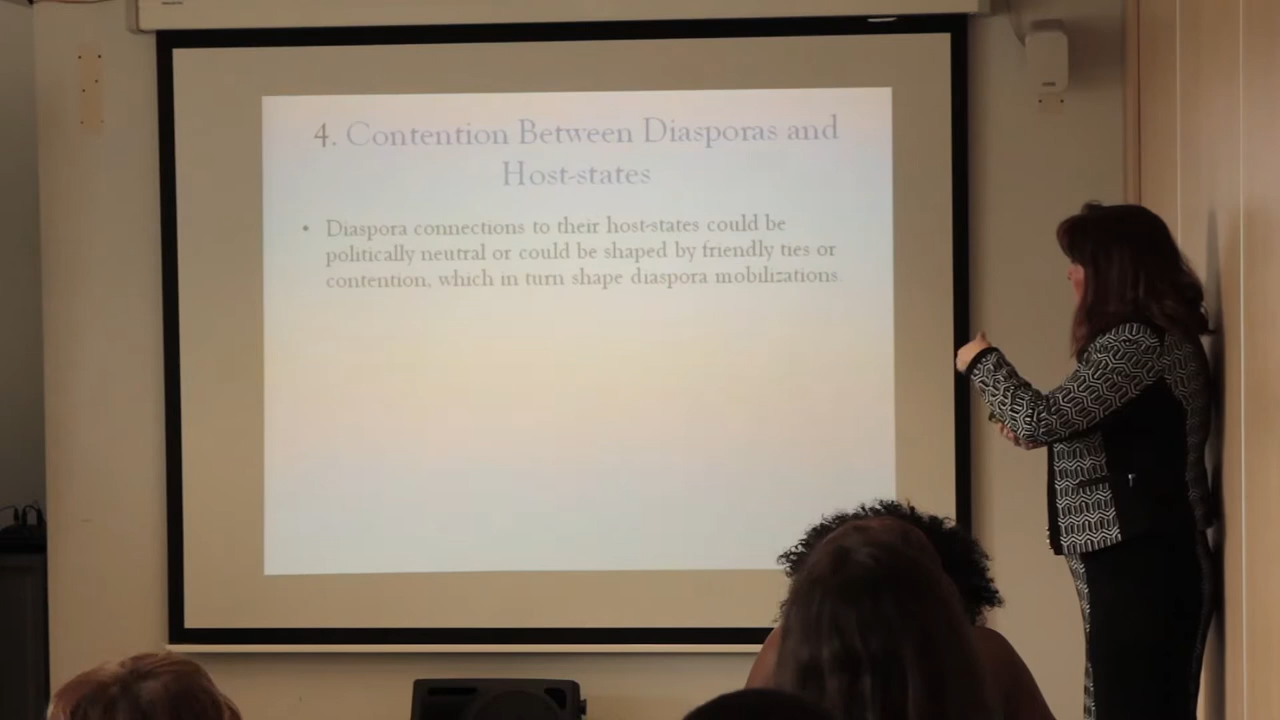 4. Contention Between Diasporas and
Host-states
• Diaspora connections to their host-states could be
politically neutral or could be shaped by friendly ties or
contention, which in turn shape diaspora mobilizations.